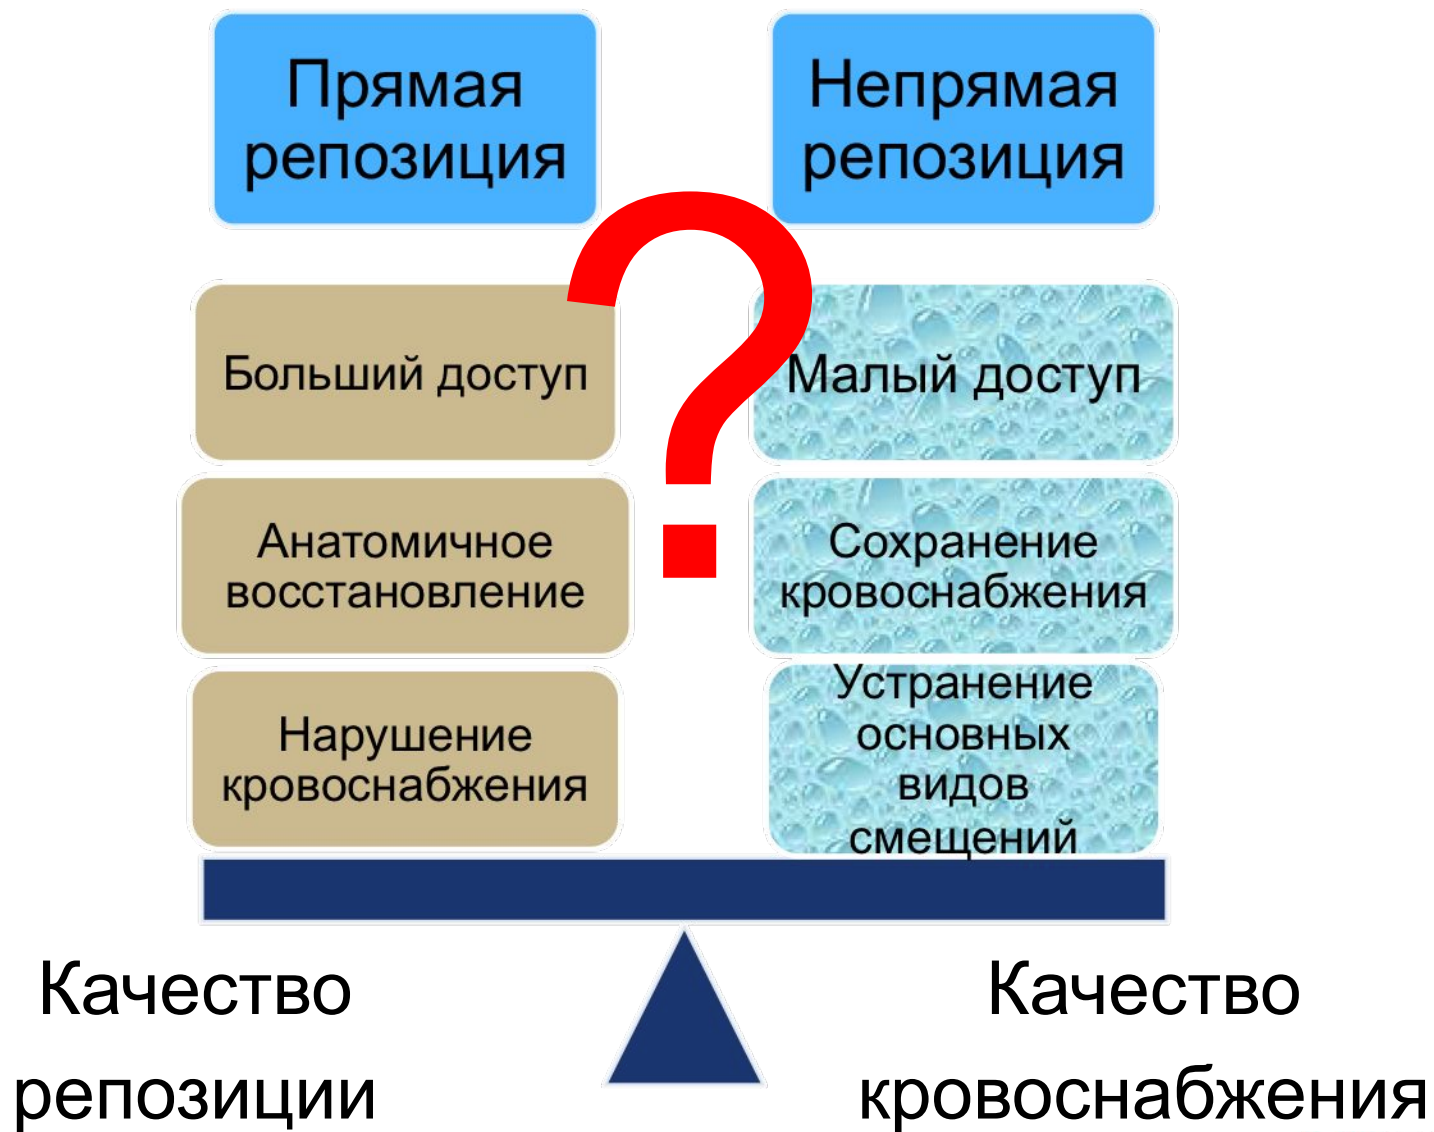 Прямая
репозиция
Непрямая
репозиция
?
Больший доступ
Малый доступ
Анатомичное
восстановление
Сохранение
кровоснабжения
Нарушение
кровоснабжения
Устранение
основных
видов
смещений
Качество
репозиции
Качество
кровоснабжения